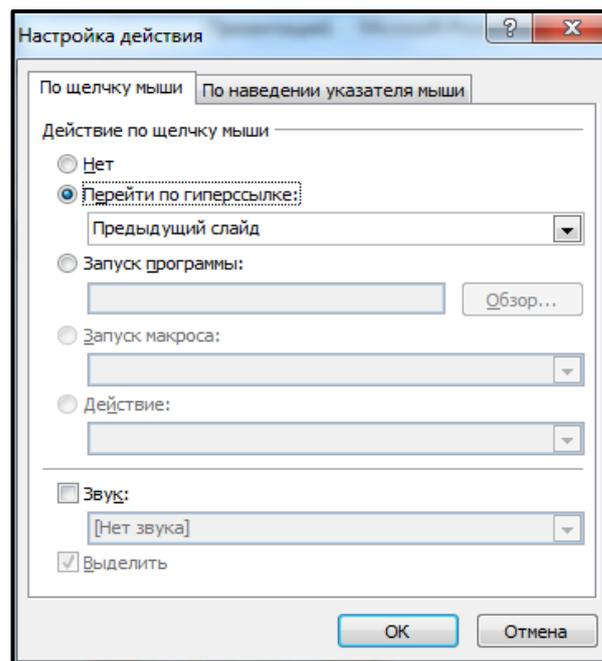 Настройка действия
По щелчку мыши
По наведении указателя мыши
Действие по щелчку мыши
Нет
Перейти по гиперссылке:
Предыдущий слайд
Запуск программы:
Обзор...
Запуск макроса:
Действие:
Звук:
[Нет звука]
Выделить
ОК
Отмена